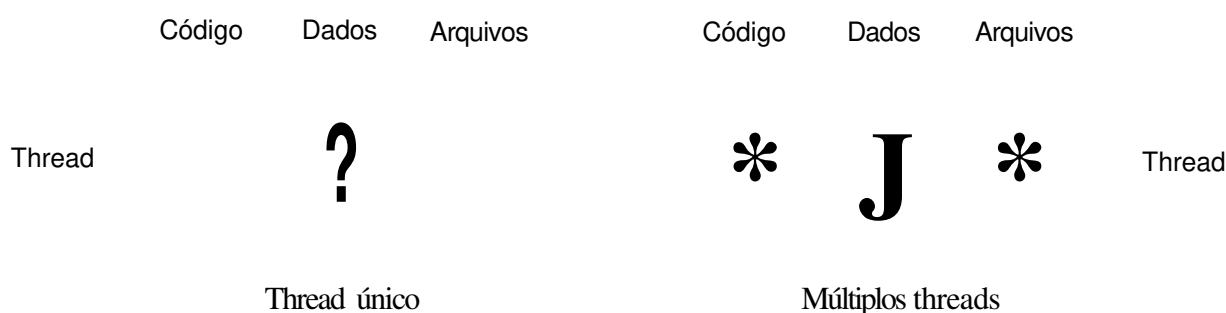 Código Dados Arquivos Código Dados Arquivos
Thread ? * J * Thread
Thread único Múltiplos threads